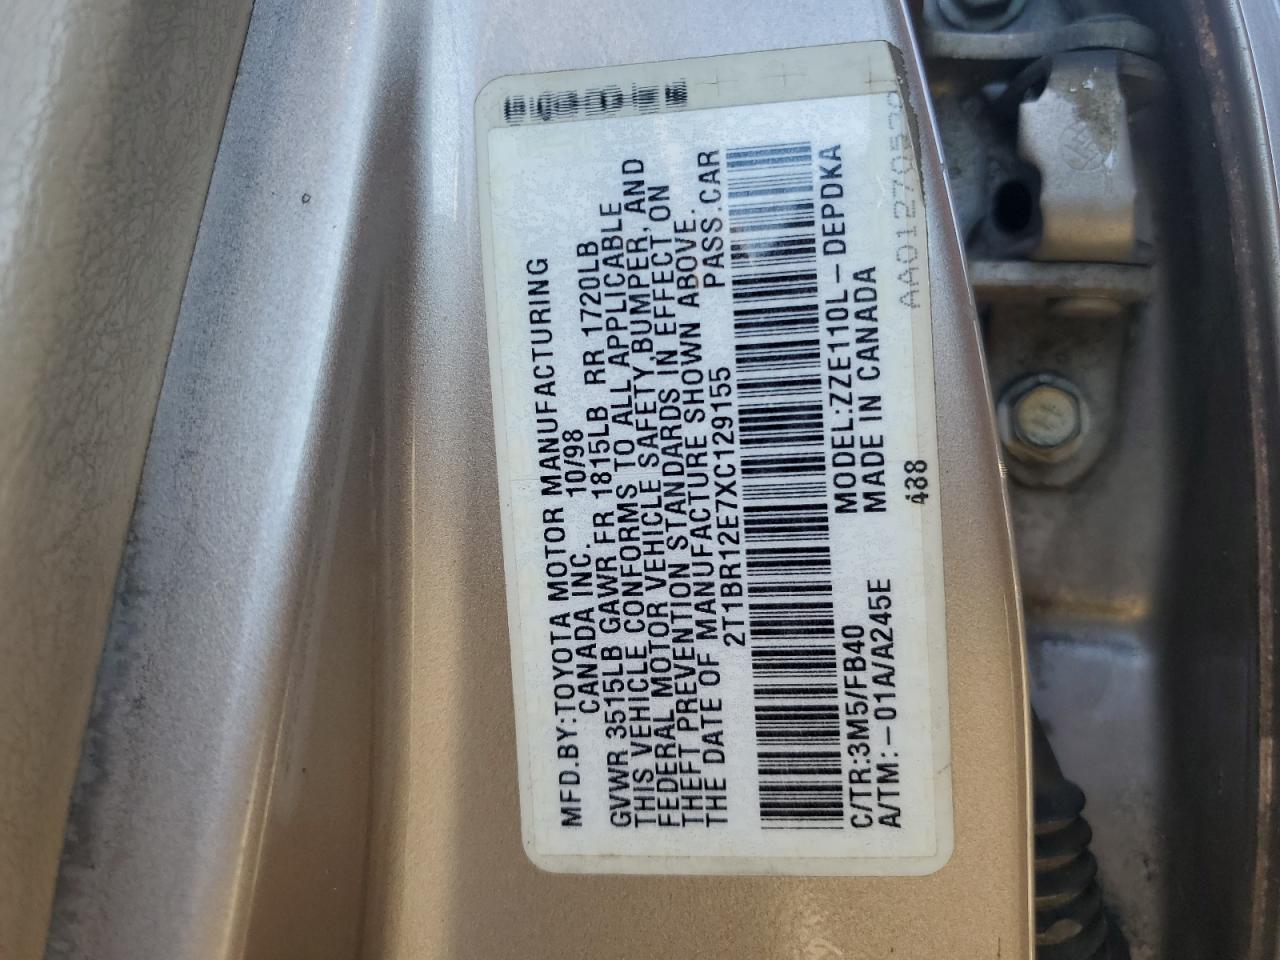 MFD.BY:TOYOTA MOTOR MANUFACTURING
CANADA INC. 10/98
GVWR 3515LB GAWR FR 1815LB RR 1720LB
THIS VEHICLE CONFORMS TO ALL APPLICABLE
FEDERAL MOTOR VEHICLE SAFETY,BUMPER, AND
THEFT PREVENTION STANDARDS IN EFFECT ON
THE DATE OF MANUFACTURE SHOWN ABOVE.
2T1BR12E7XC129155 PASS.CAR
C/TR:3M5/FB40 MODEL:ZZE110L-DEPDKA
A/TM:-01A/A245E MADE IN CANADA
488